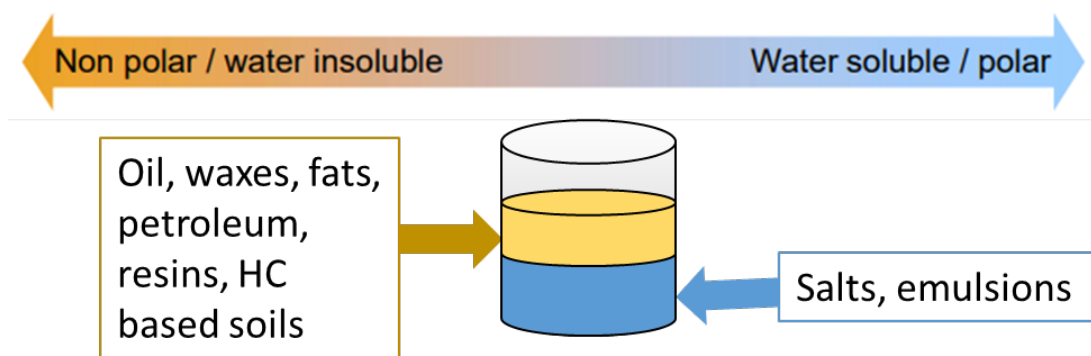 Non polar / water insoluble
Water soluble / polar
Oil, waxes, fats,
petroleum,
resins, HC
based soils
Salts, emulsions